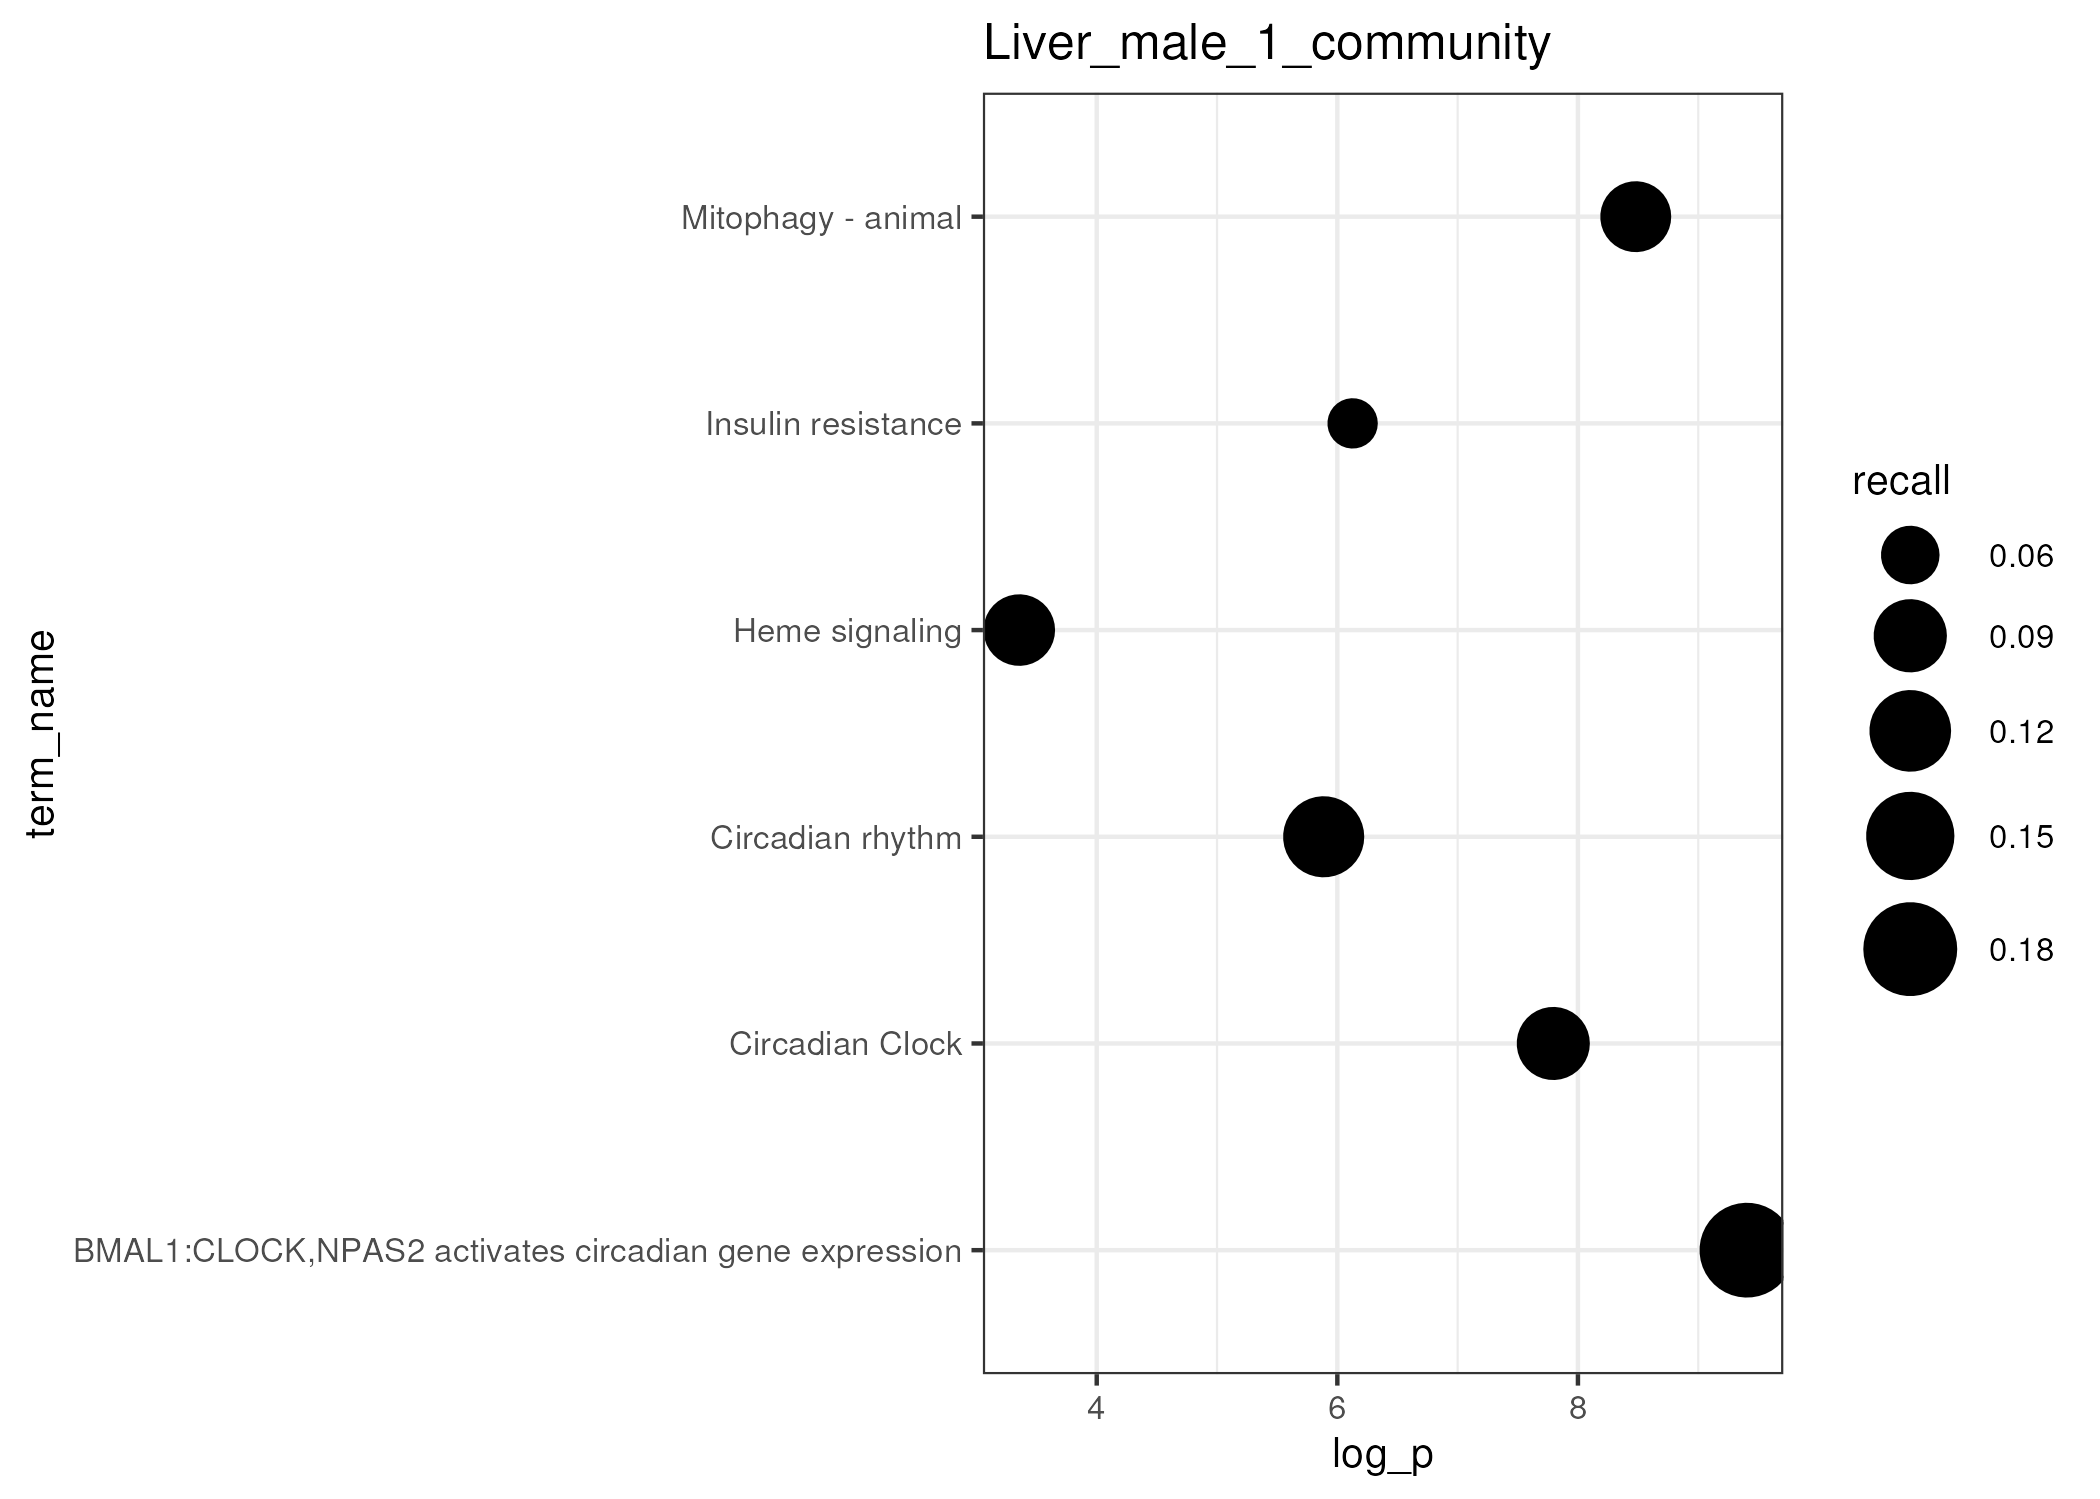 Liver_male_1_community
Mitophagy - animal
Insulin resistance
Heme signaling
Circadian rhythm
Circadian Clock
BMAL1:CLOCK,NPAS2 activates circadian gene expression
term_name
4
6
8
log_p
recall
0.06
0.09
0.12
0.15
0.18